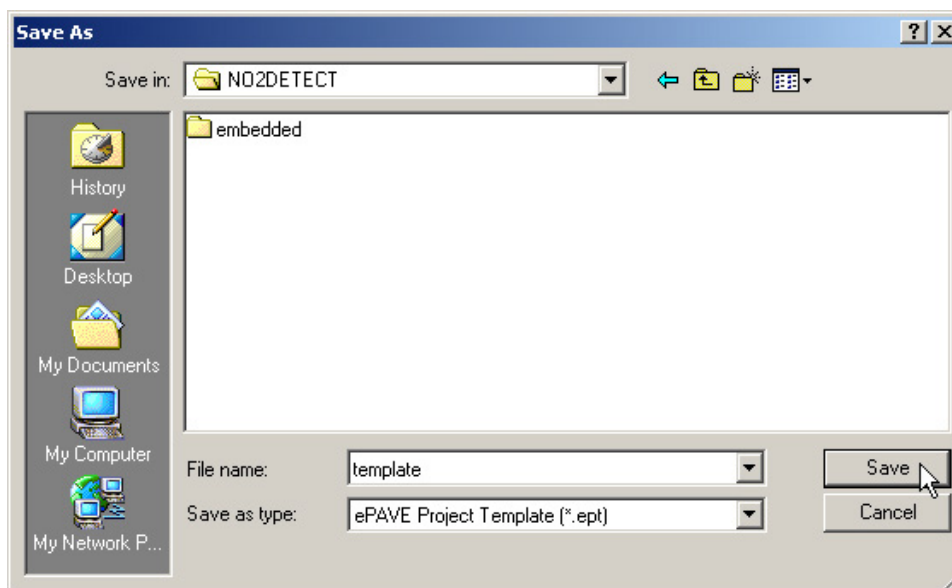 Save As
Save in: NO2DETECT
embedded
History
Desktop
My Documents
My Computer
My Network P...
File name: template
Save
Save as type: ePAVE Project Template (*.ept)
Cancel